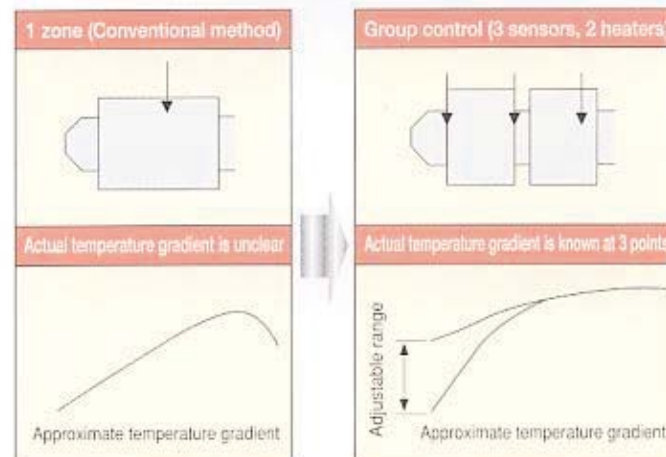 1 zone (Conventional method)
Actual temperature gradient is unclear
Approximate temperature gradient
Group control (3 sensors, 2 heaters)
Actual temperature gradient is known at 3 points
Adjustable range
Approximate temperature gradient